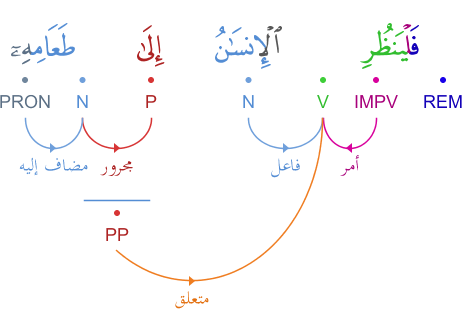 فَلْيَنظُرِ ٱلْإِنسَـٰنُ إِلَىٰ طَعَامِهِۦٓ
PRON N P N V IMPV REM
مضاف إليه مجرور فاعل أمر
PP
متعلق